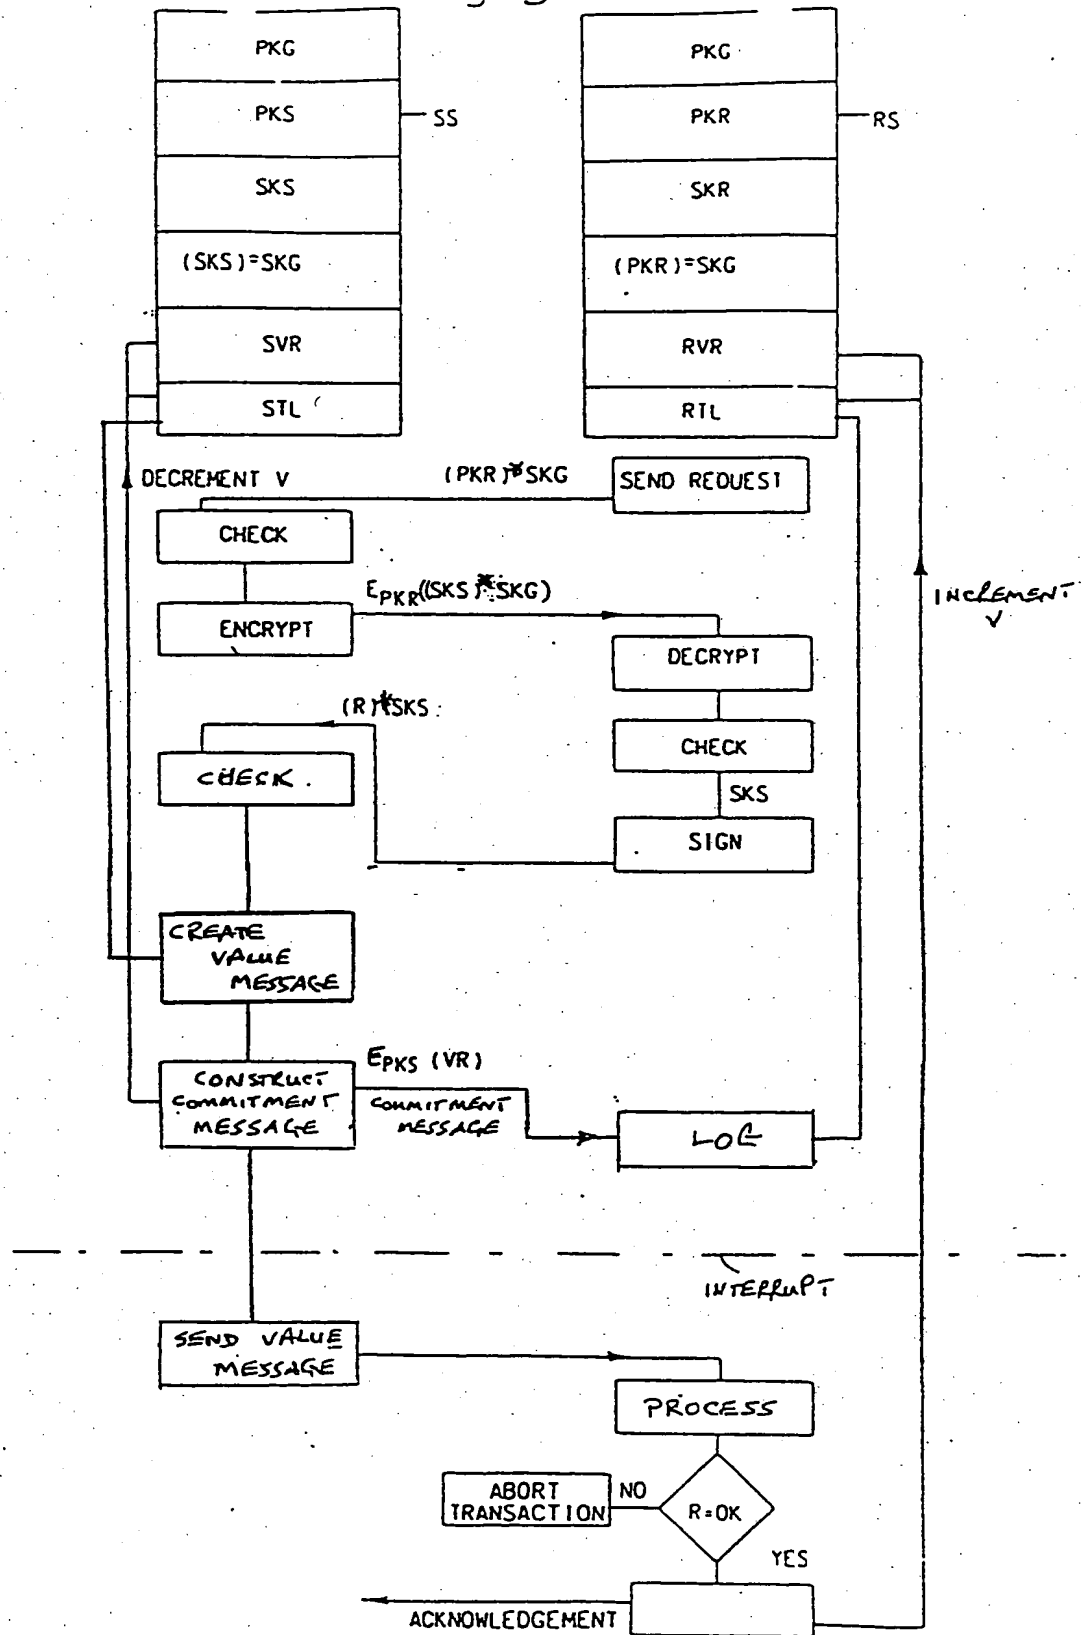 PKG
PKS
SS
SKS
(SKS)=SKG
SVR
STL
PKG
PKR
RS
SKR
(PKR)=SKG
RVR
RTL
DECREMENT V
(PKR)*SKG
SEND REQUEST
CHECK
EPKR((SKS)*SKG)
ENCRYPT
DECRYPT
INCREMENT
V
(R)*SKS
CHECK
CHECK.
SKS
SIGN
CREATE
VALUE
MESSAGE
EPKS (VR)
CONSTRUCT
COMMITMENT
MESSAGE
COMMITMENT
MESSAGE
LOG
INTERRUPT
SEND VALUE
MESSAGE
PROCESS
ABORT
TRANSACTION
NO
R=OK
YES
ACKNOWLEDGEMENT